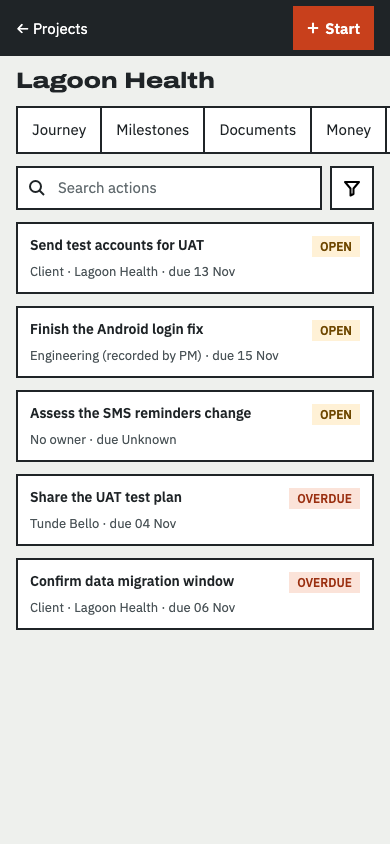 ← Projects
+ Start
Lagoon Health
Journey
Milestones
Documents
Money
Search actions
Send test accounts for UAT
OPEN
Client · Lagoon Health · due 13 Nov
Finish the Android login fix
OPEN
Engineering (recorded by PM) · due 15 Nov
Assess the SMS reminders change
OPEN
No owner · due Unknown
Share the UAT test plan
OVERDUE
Tunde Bello · due 04 Nov
Confirm data migration window
OVERDUE
Client · Lagoon Health · due 06 Nov